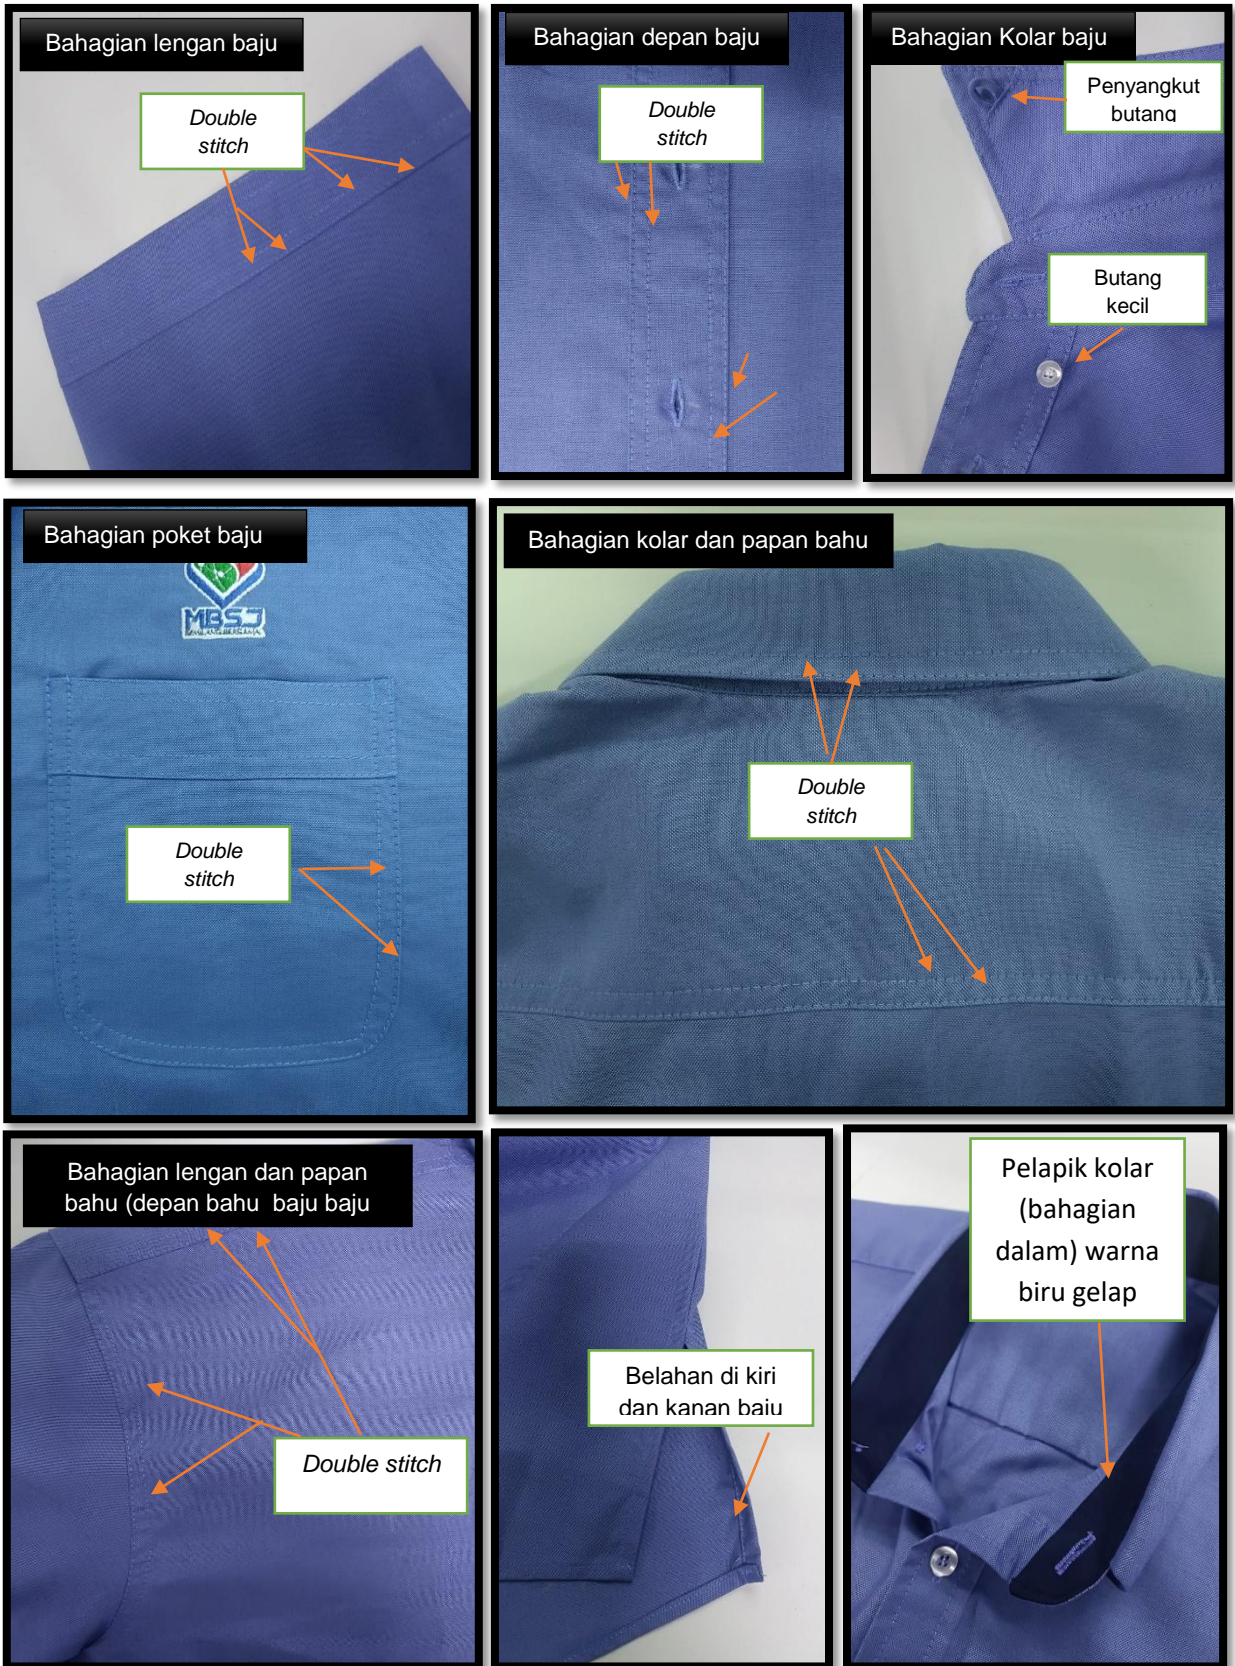 Bahagian lengan baju
Double
stitch
Bahagian depan baju
Double
stitch
Bahagian Kolar baju
Penyangkut
butang
Butang
kecil
Bahagian poket baju
MBSJ
Double
stitch
Bahagian kolar dan papan bahu
Double
stitch
Bahagian lengan dan papan
bahu (depan bahu baju baju
Double stitch
Belahan di kiri
dan kanan baju
Pelapik kolar
(bahagian
dalam) warna
biru gelap